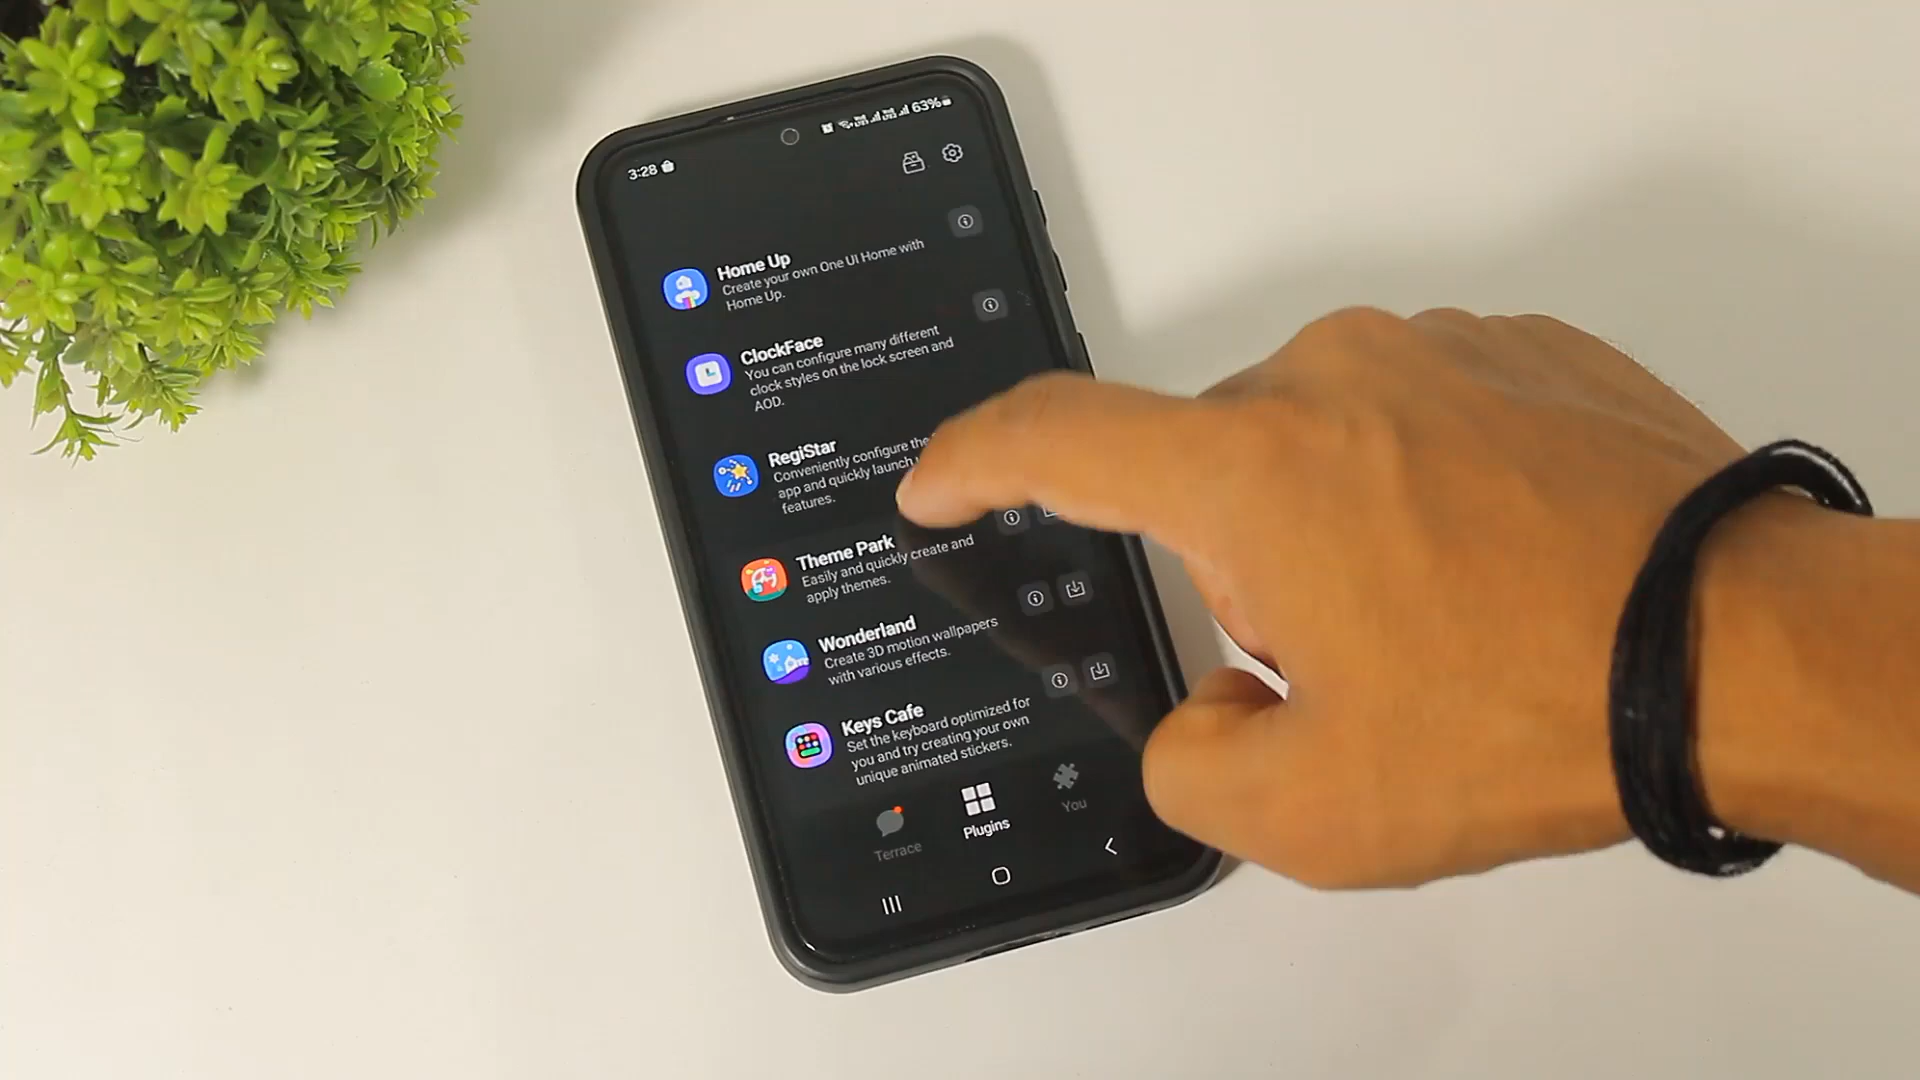 3:28
63%
Home Up
Create your own One UI Home with
Home Up.
ClockFace
You can configure many different
clock styles on the lock screen and
AOD.
RegiStar
Conveniently configure the
app and quickly launch
features.
Theme Park
Easily and quickly create and
apply themes.
Wonderland
Create 3D motion wallpapers
with various effects.
Keys Cafe
Set the keyboard optimized for
you and try creating your own
unique animated stickers.
Terrace
Plugins
You